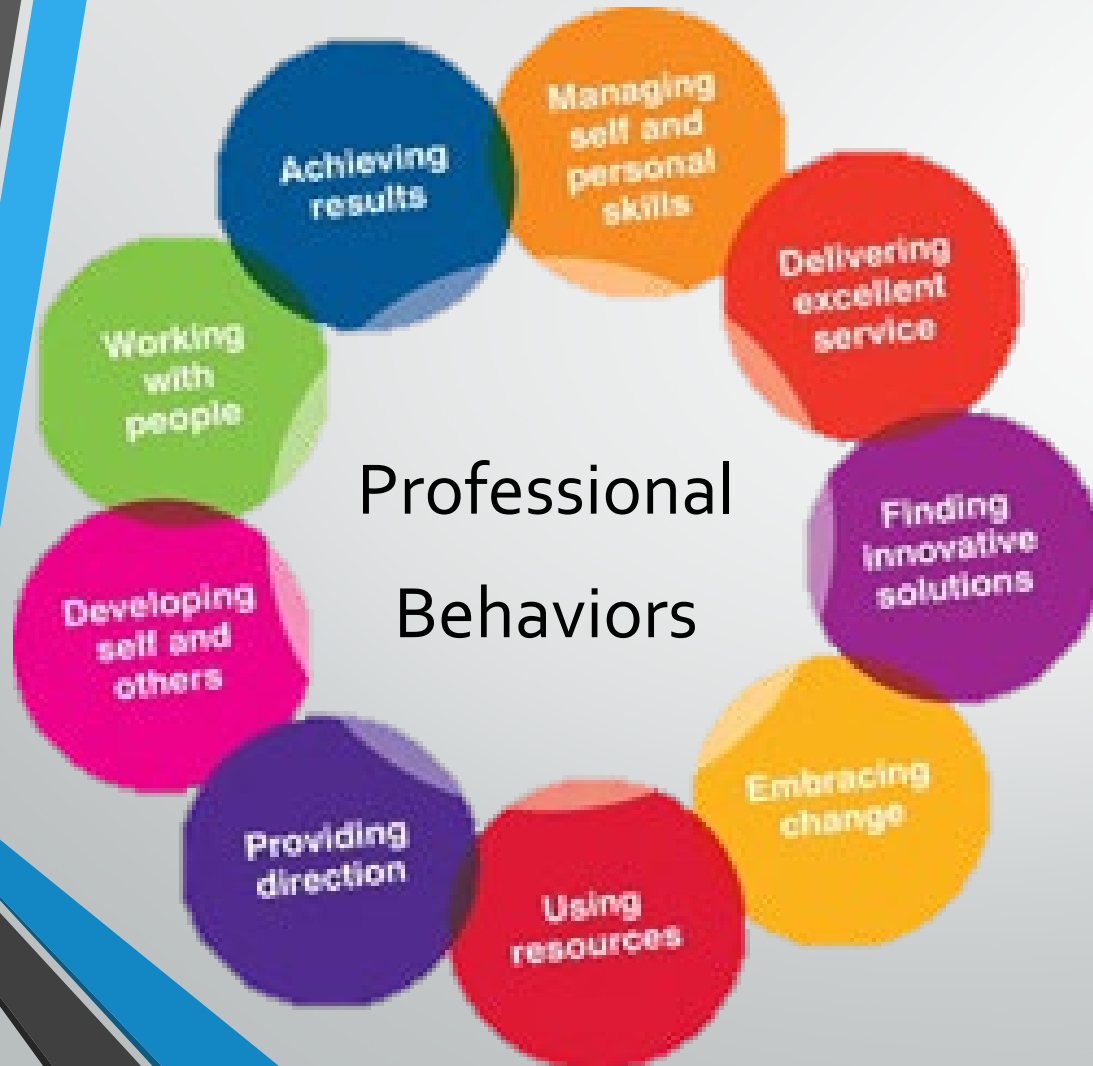 Achieving
results
Managing
self and
personal
skills
Delivering
excellent
service
Finding
innovative
solutions
Embracing
change
Using
resources
Providing
direction
Developing
self and
others
Working
with
people
Professional
Behaviors